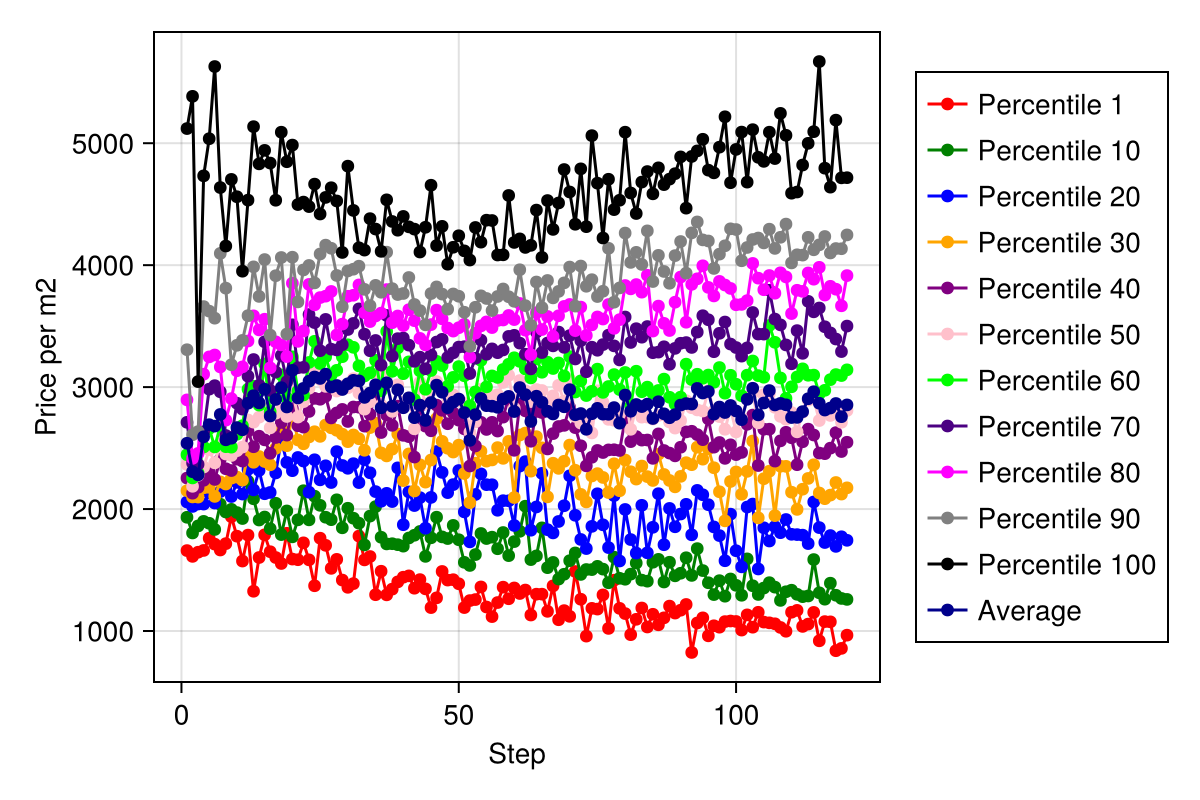 5000
4000
3000
2000
1000
Price per m2
0
50
100
Step
Percentile 1
Percentile 10
Percentile 20
Percentile 30
Percentile 40
Percentile 50
Percentile 60
Percentile 70
Percentile 80
Percentile 90
Percentile 100
Average